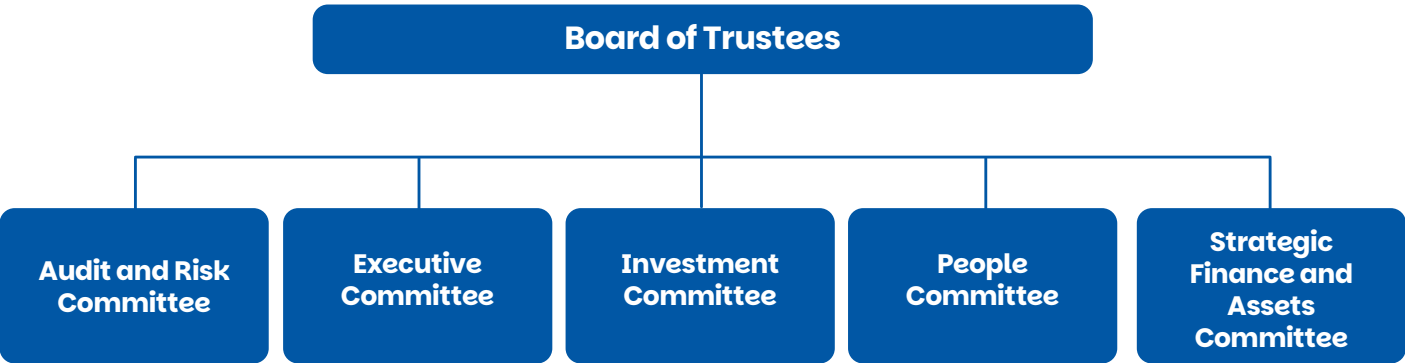 Board of Trustees
Audit and Risk
Committee
Executive
Committee
Investment
Committee
People
Committee
Strategic
Finance and
Assets
Committee